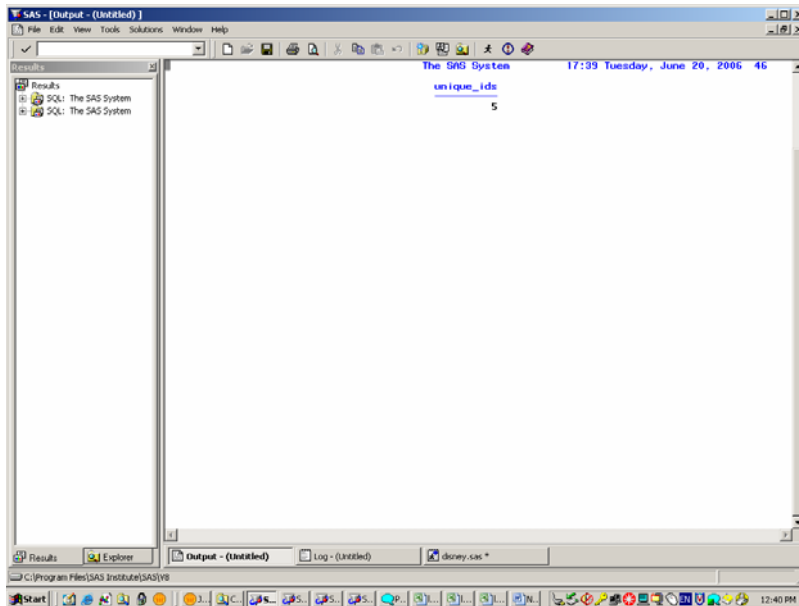 SAS - [Output - (Untitled) ]
File Edit View Tools Solutions Window Help
Results
The SAS System 17:39 Tuesday, June 20, 2006 46
Results
SQL: The SAS System
SQL: The SAS System
unique_ids
5
Results
Explorer
Output - (Untitled)
Log - (Untitled)
disney.sas *
C:\Program Files\SAS Institute\SAS\V8
Start
EN
12:40 PM